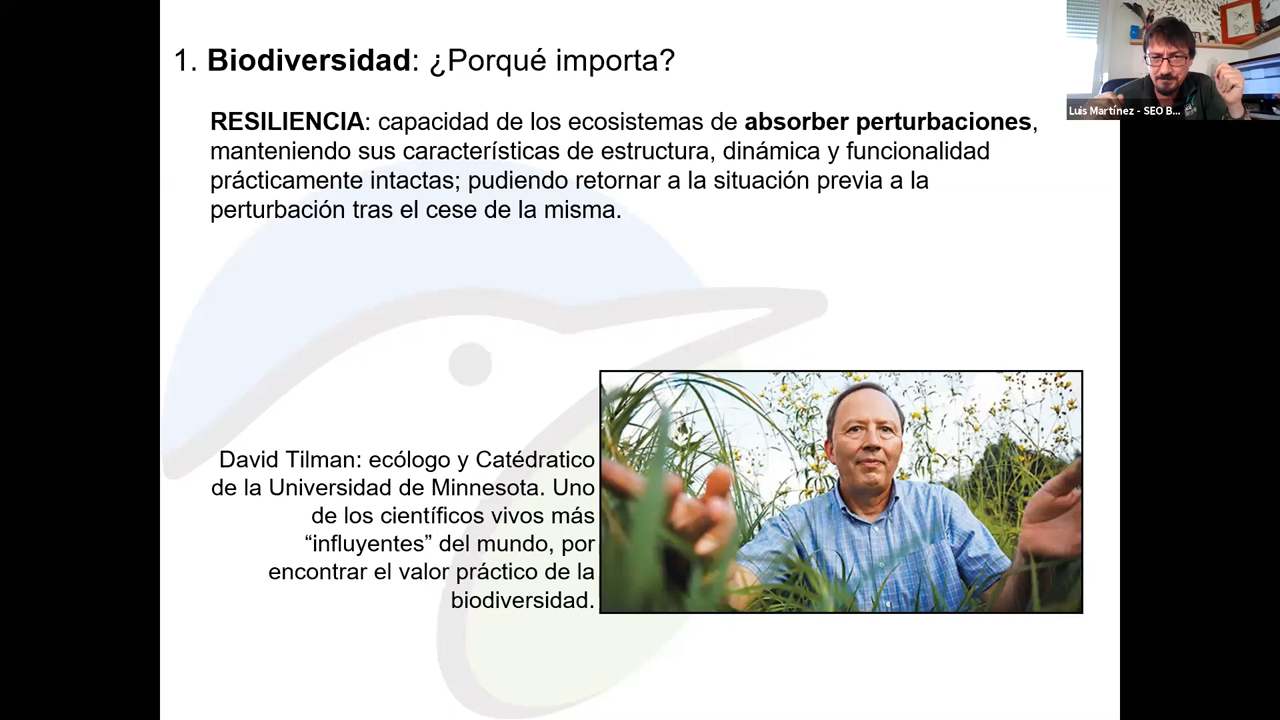 1. Biodiversidad: ¿Porqué importa?
RESILIENCIA: capacidad de los ecosistemas de absorber perturbaciones,
manteniendo sus características de estructura, dinámica y funcionalidad
prácticamente intactas; pudiendo retornar a la situación previa a la
perturbación tras el cese de la misma.
David Tilman: ecólogo y Catédratico
de la Universidad de Minnesota. Uno
de los científicos vivos más
“influyentes” del mundo, por
encontrar el valor práctico de la
biodiversidad.
Luis Martínez - SEO B...